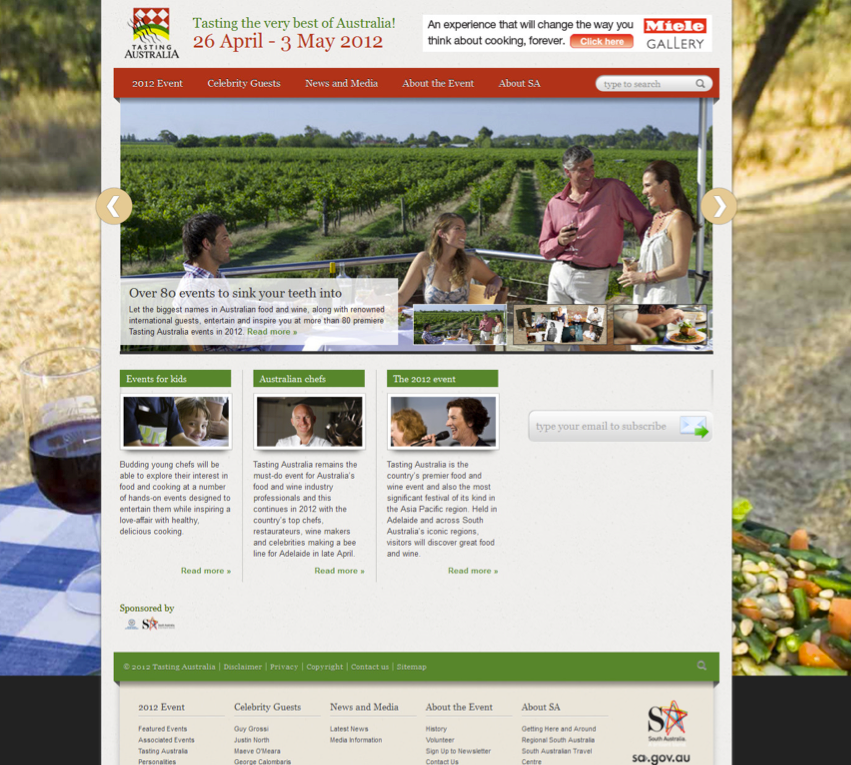 TASTING
AUSTRALIA
Tasting the very best of Australia!
26 April - 3 May 2012
An experience that will change the way you
think about cooking, forever. Click here
Miele
GALLERY
2012 Event Celebrity Guests News and Media About the Event About SA type to search
Over 80 events to sink your teeth into
Let the biggest names in Australian food and wine, along with renowned
international guests, entertain and inspire you at more than 80 premiere
Tasting Australia events in 2012. Read more »
Events for kids
Budding young chefs will be
able to explore their interest in
food and cooking at a number
of hands-on events designed to
entertain them while inspiring a
love-affair with healthy,
delicious cooking.
Read more »
Australian chefs
Tasting Australia remains the
must-do event for Australia's
food and wine industry
professionals and this
continues in 2012 with the
country's top chefs,
restaurateurs, wine makers
and celebrities making a bee
line for Adelaide in late April.
Read more »
The 2012 event
Tasting Australia is the
country's premier food and
wine event and also the most
significant festival of its kind in
the Asia Pacific region. Held in
Adelaide and across South
Australia's iconic regions,
visitors will discover great food
and wine.
Read more »
type your email to subscribe
Sponsored by
SA
© 2012 Tasting Australia | Disclaimer | Privacy | Copyright | Contact us | Sitemap
2012 Event
Featured Events
Associated Events
Tasting Australia
Personalities
Celebrity Guests
Guy Grossi
Justin North
Maeve O'Meara
George Calombaris
News and Media
Latest News
Media Information
About the Event
History
Volunteer
Sign Up to Newsletter
Contact Us
About SA
Getting Here and Around
Regional South Australia
South Australian Travel
Centre
SA
South Australia
sa.gov.au